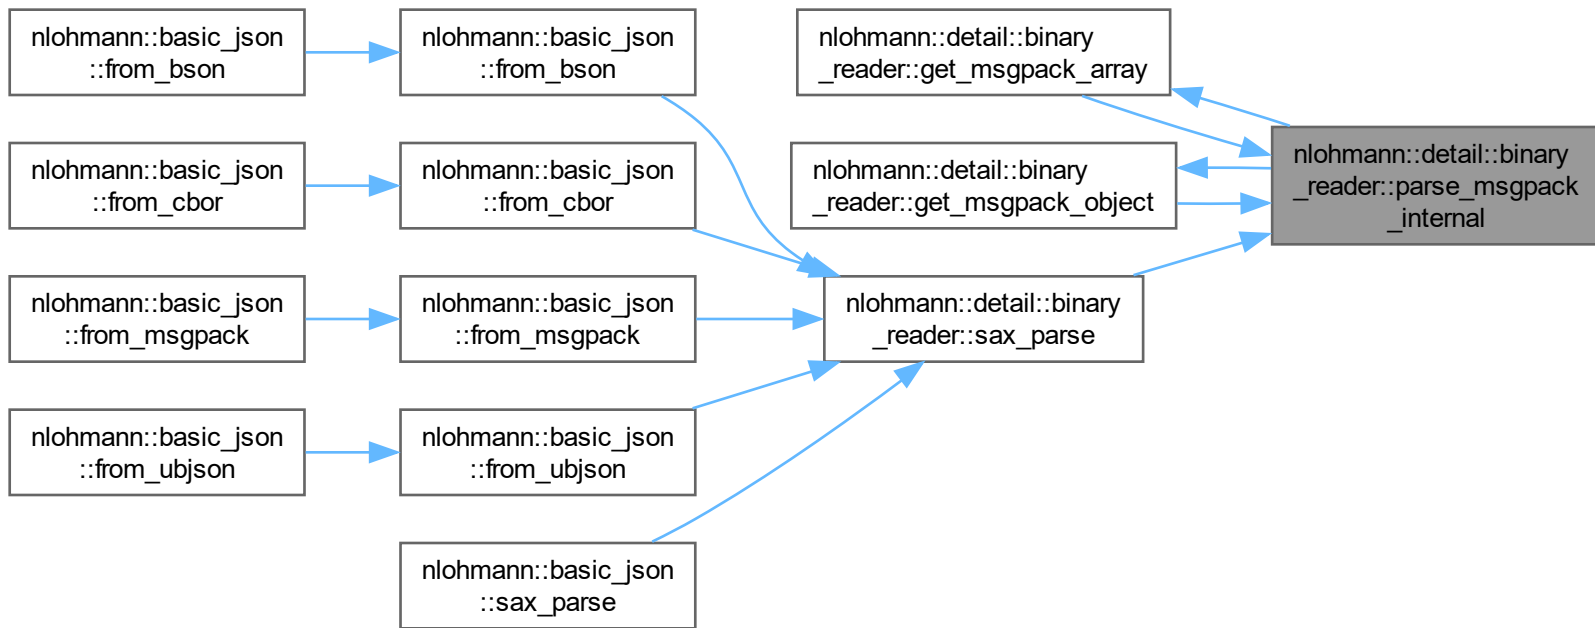 nlohmann::basic_json
::from_bson
nlohmann::basic_json
::from_bson
nlohmann::detail::binary
_reader::get_msgpack_array
nlohmann::detail::binary
_reader::parse_msgpack
_internal
nlohmann::basic_json
::from_cbor
nlohmann::basic_json
::from_cbor
nlohmann::detail::binary
_reader::get_msgpack_object
nlohmann::basic_json
::from_msgpack
nlohmann::basic_json
::from_msgpack
nlohmann::detail::binary
_reader::sax_parse
nlohmann::basic_json
::from_ubjson
nlohmann::basic_json
::from_ubjson
nlohmann::basic_json
::sax_parse